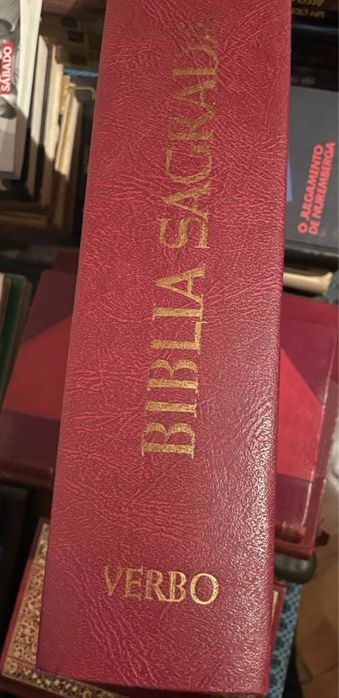 BIBLIA SAGRADA
VERBO
O JULGAMENTO
DE NUREMBERGA
SÁBADO